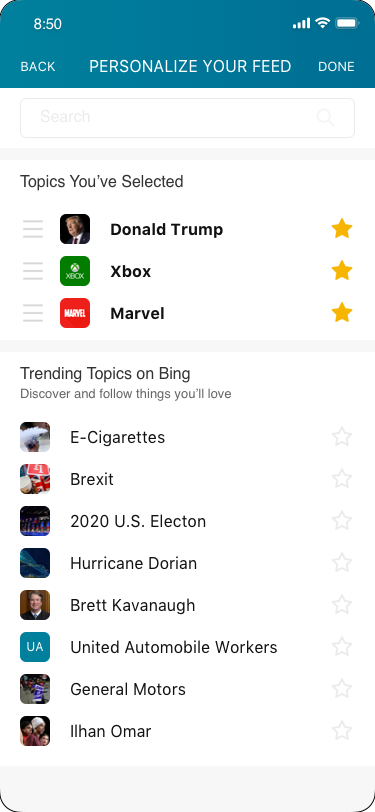 8:50
BACK PERSONALIZE YOUR FEED DONE
Search
Topics You’ve Selected
Donald Trump
XBOX
Xbox
MARVEL
Marvel
Trending Topics on Bing
Discover and follow things you’ll love
E-Cigarettes
Brexit
2020 U.S. Electon
Hurricane Dorian
Brett Kavanaugh
UA United Automobile Workers
General Motors
Ilhan Omar